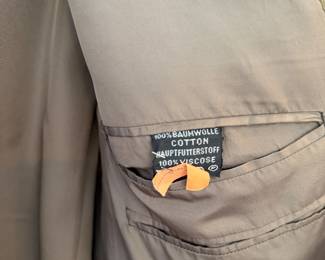 100% BAUMWOLLE
COTTON
HAUPTFUTTERSTOFF
100% VISCOSE